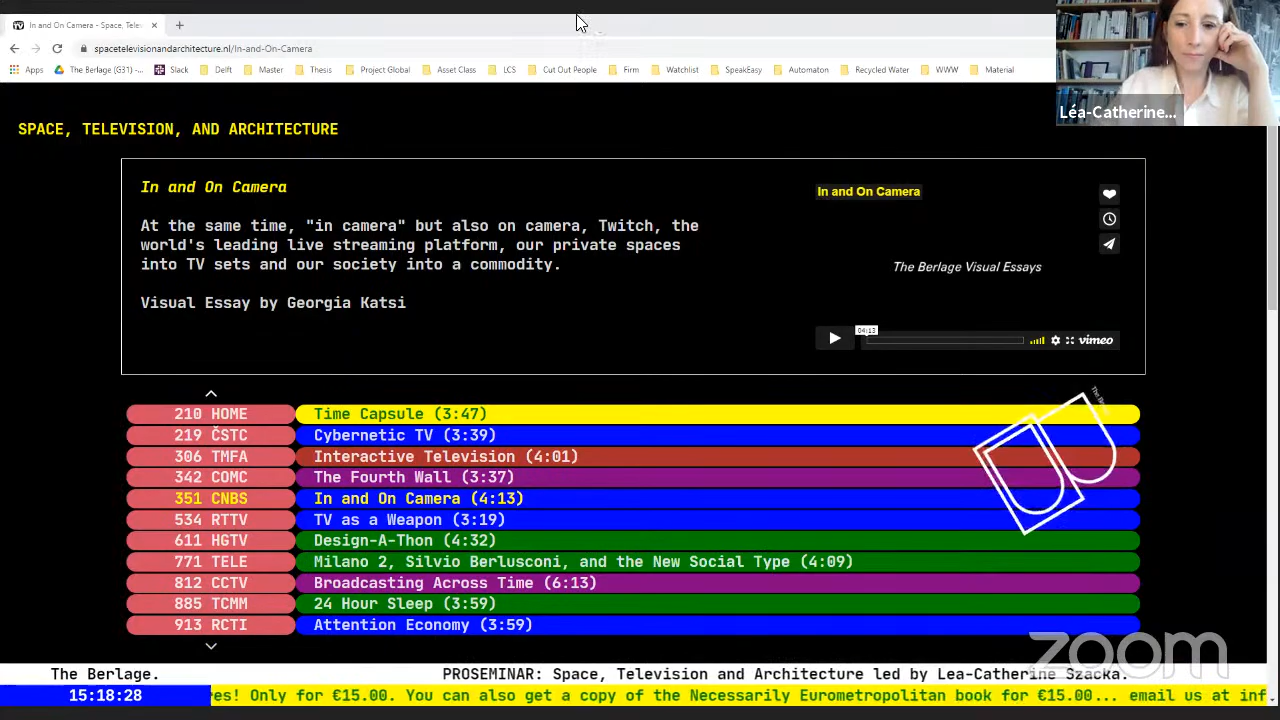 In and On Camera - Space, Tele
spacetelevisionandarchitecture.nl/In-and-On-Camera
Apps The Berlage (G31) -... Slack Delft Master Thesis Project Global Asset Class LCS Cut Out People Firm Watchlist SpeakEasy Automaton Recycled Water WWW Material
Léa-Catherine...
SPACE, TELEVISION, AND ARCHITECTURE
In and On Camera
At the same time, "in camera" but also on camera, Twitch, the
world's leading live streaming platform, our private spaces
into TV sets and our society into a commodity.
Visual Essay by Georgia Katsi
In and On Camera
The Berlage Visual Essays
04:13
vimeo
210 HOME Time Capsule (3:47)
219 ČSTC Cybernetic TV (3:39)
306 TMFA Interactive Television (4:01)
342 COMC The Fourth Wall (3:37)
351 CNBS In and On Camera (4:13)
534 RTTV TV as a Weapon (3:19)
611 HGTV Design-A-Thon (4:32)
771 TELE Milano 2, Silvio Berlusconi, and the New Social Type (4:09)
812 CCTV Broadcasting Across Time (6:13)
885 TCMM 24 Hour Sleep (3:59)
913 RCTI Attention Economy (3:59)
zoom
The Berlage. PROSEMINAR: Space, Television and Architecture led by Lea-Catherine Szacka.
15:18:28 res! Only for €15.00. You can also get a copy of the Necessarily Eurometropolitan book for €15.00... email us at inf